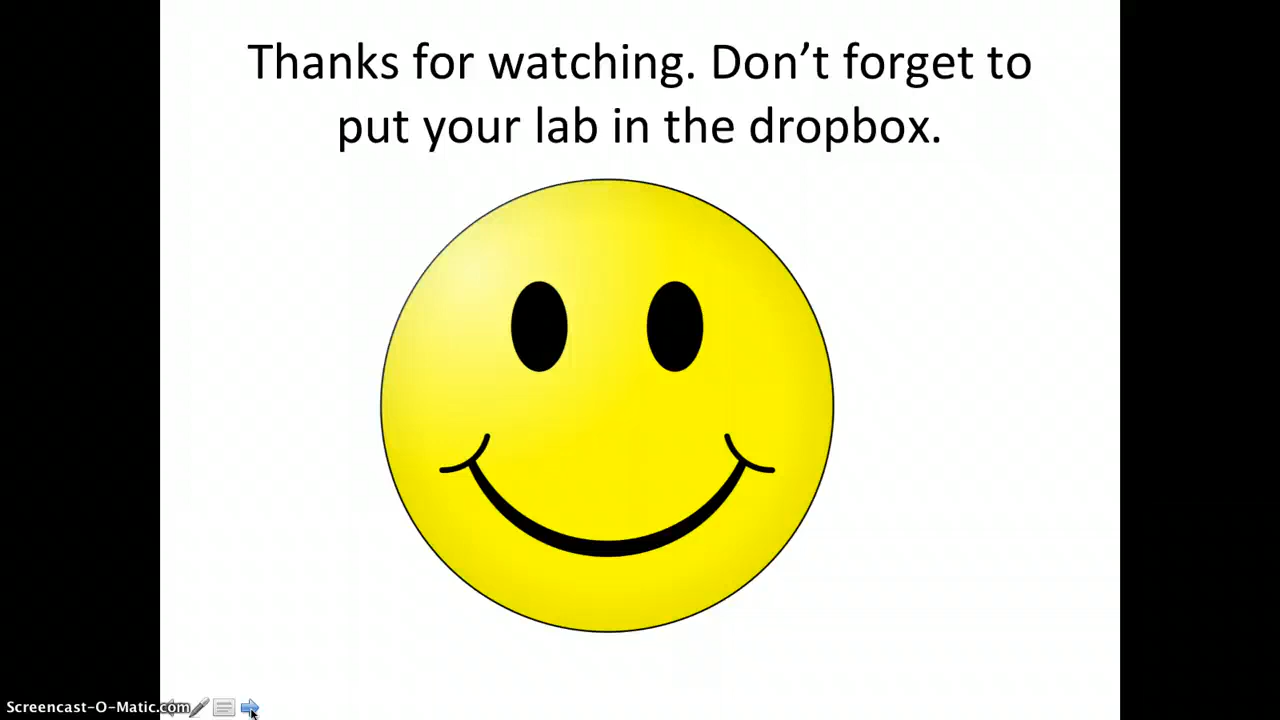 Thanks for watching. Don’t forget to
put your lab in the dropbox.
Screencast-O-Matic.com